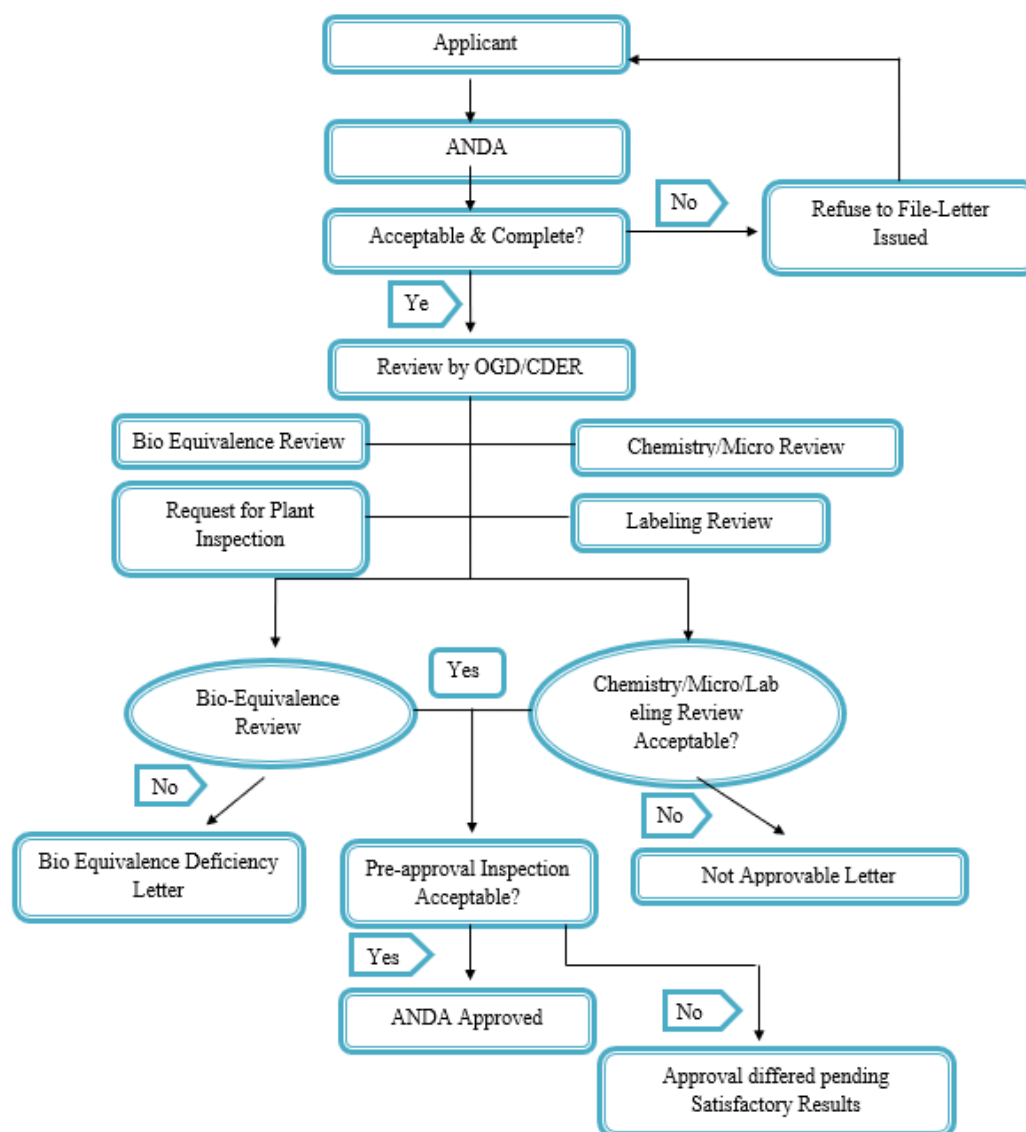 Applicant
ANDA
No
Refuse to File-Letter
Issued
Acceptable & Complete?
Ye
Review by OGD/CDER
Bio Equivalence Review
Chemistry/Micro Review
Request for Plant
Inspection
Labeling Review
Yes
Bio-Equivalence
Review
Chemistry/Micro/Lab
eling Review
Acceptable?
No
No
Bio Equivalence Deficiency
Letter
Pre-approval Inspection
Acceptable?
Not Approvable Letter
Yes
ANDA Approved
No
Approval differed pending
Satisfactory Results